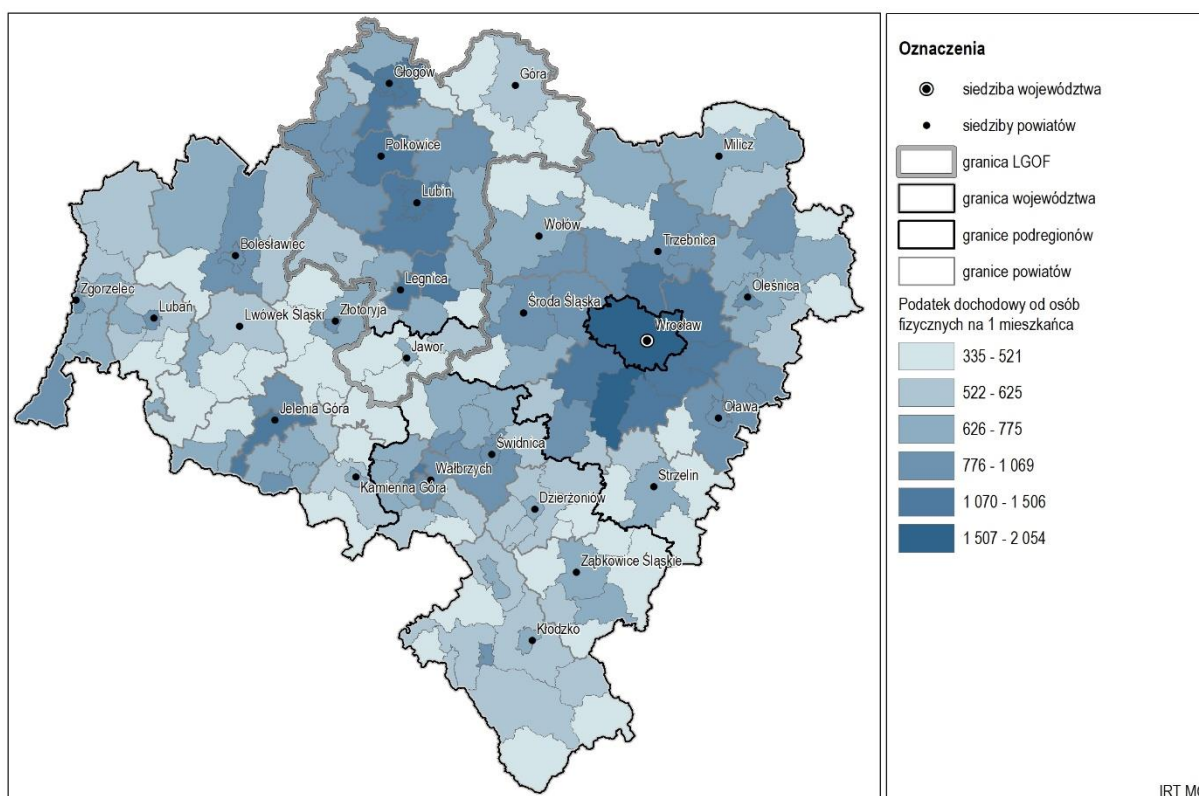 Głogów
Góra
Polkowice
Milicz
Lubin
Wołów
Trzebnica
Bolesławiec
Legnica
Oleśnica
Zgorzelec
Lubań
Lwówek Śląski
Złotoryja
Środa Śląska
Wrocław
Jawor
Jelenia Góra
Oława
Świdnica
Wałbrzych
Kamienna Góra
Strzelin
Dzierżoniów
Ząbkowice Śląskie
Kłodzko
Oznaczenia
siedziba województwa
siedziby powiatów
granica LGOF
granica województwa
granice podregionów
granice powiatów
Podatek dochodowy od osób
fizycznych na 1 mieszkańca
335 - 521
522 - 625
626 - 775
776 - 1 069
1 070 - 1 506
1 507 - 2 054
IRT